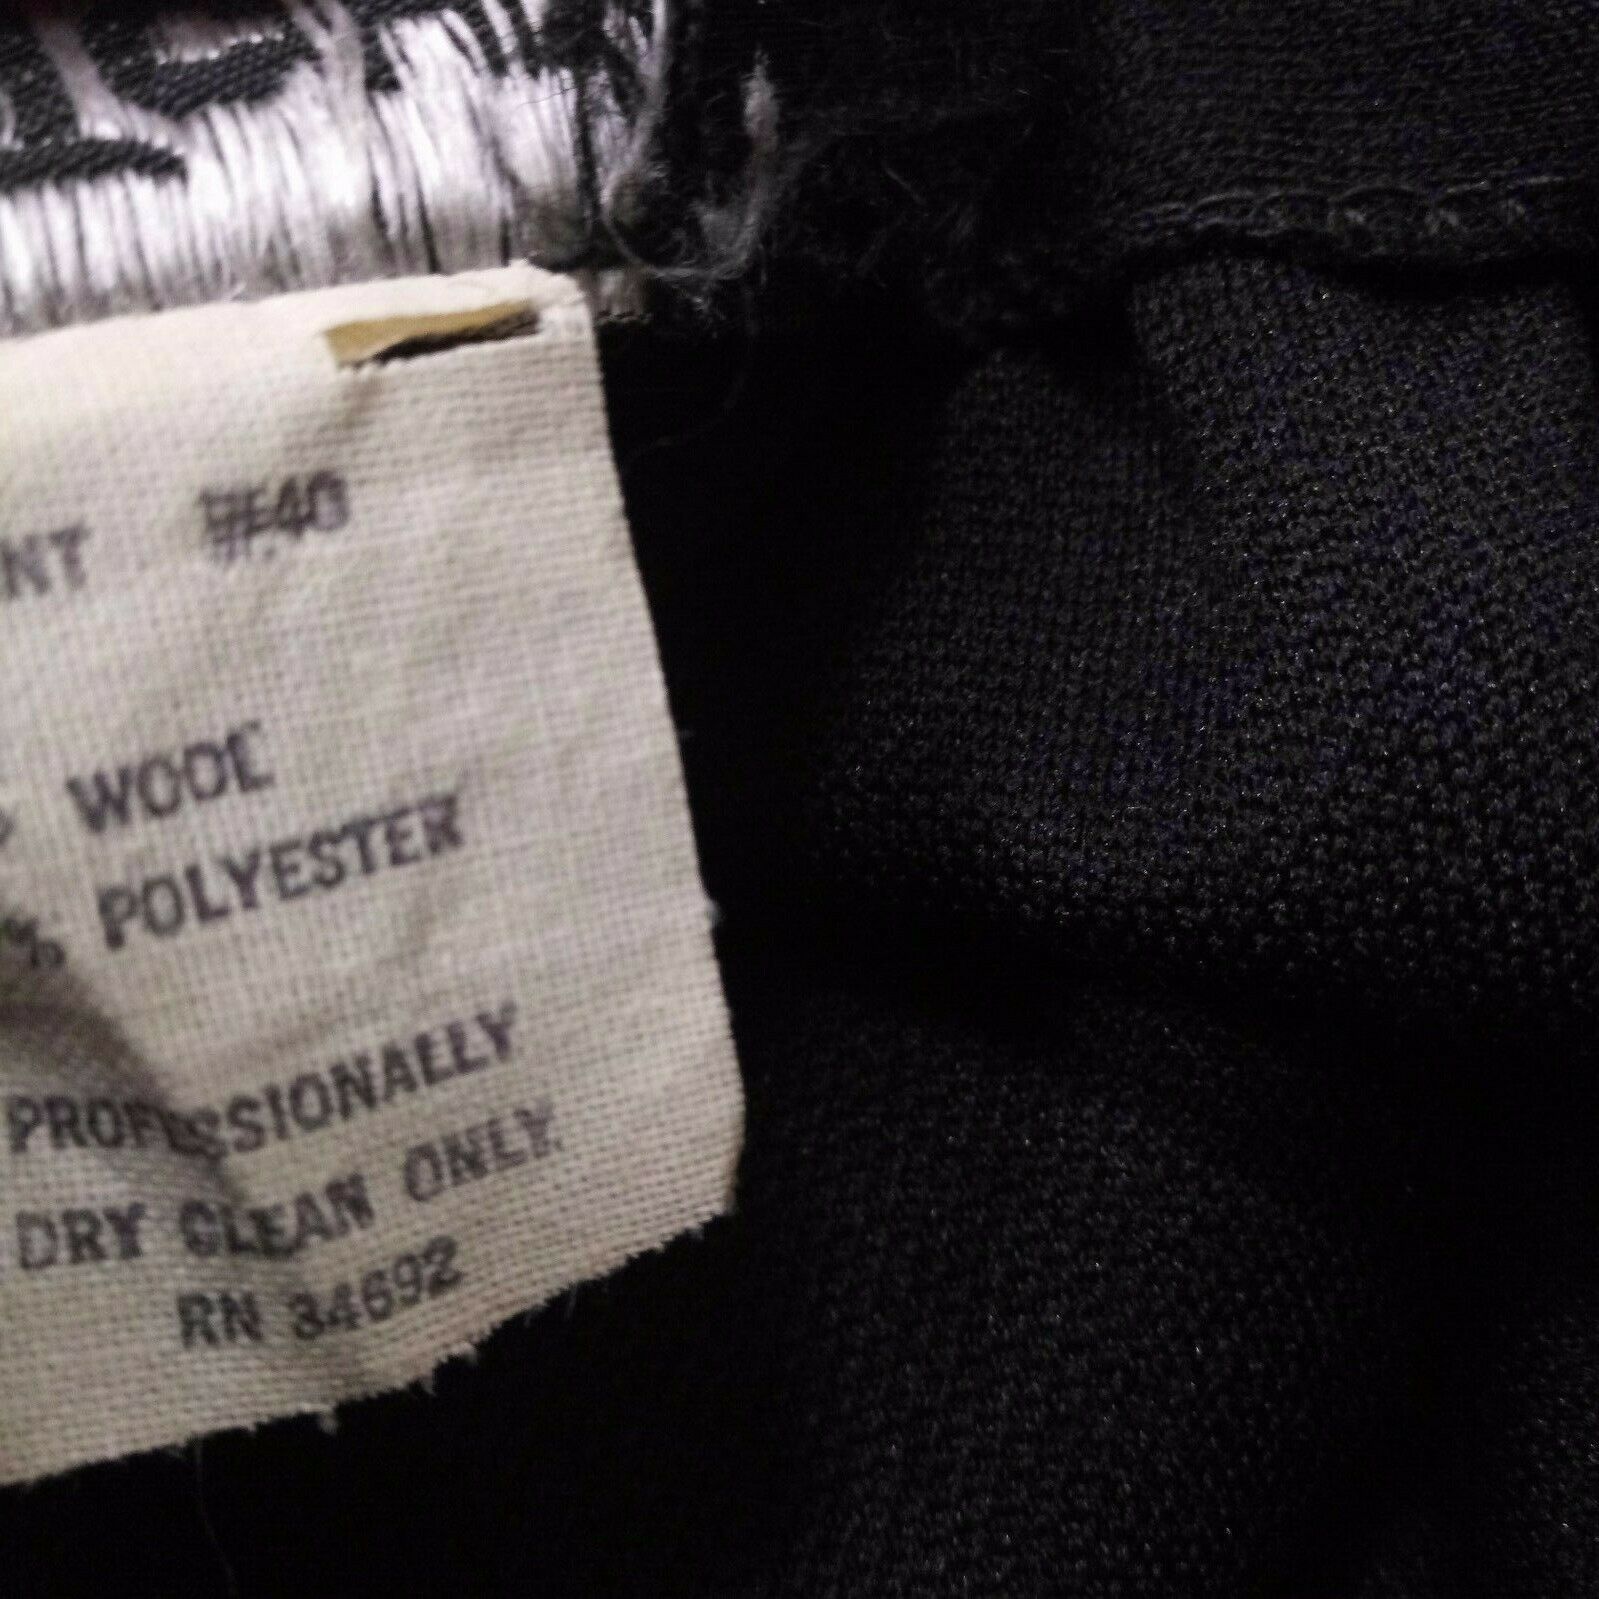 NT #40
WOOL
% POLYESTER
PROFESSIONALLY
DRY CLEAN ONLY.
RN 34692